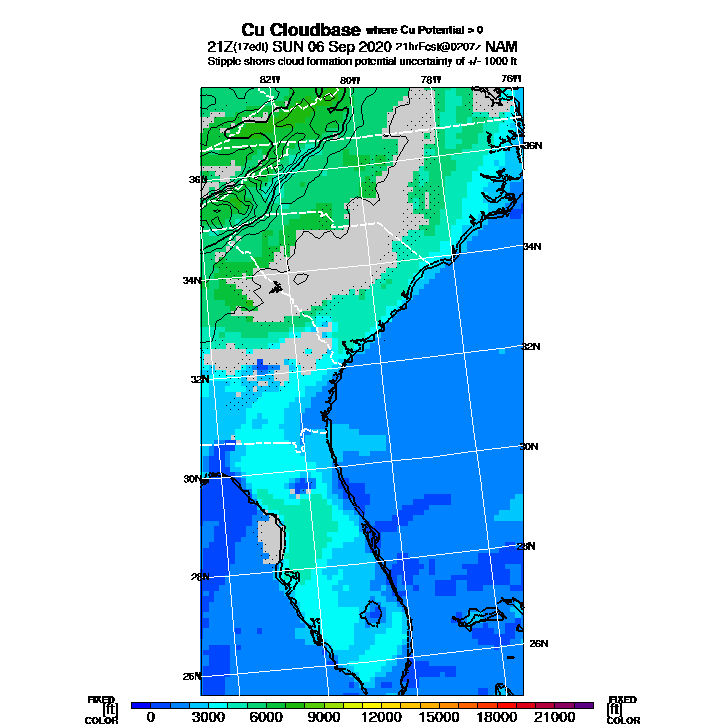 Cu Cloudbase where Cu Potential > 0
21Z(17edt) SUN 06 Sep 2020 21hrFcst@0207z NAM
Stipple shows cloud formation potential uncertainty of +/- 1000 ft
82W 80W 78W 76W
36N
36N
34N
34N
32N
32N
30N
30N
28N
28N
26N
26N
FIXED FIXED
[ft] [ft]
COLOR COLOR
0 3000 6000 9000 12000 15000 18000 21000